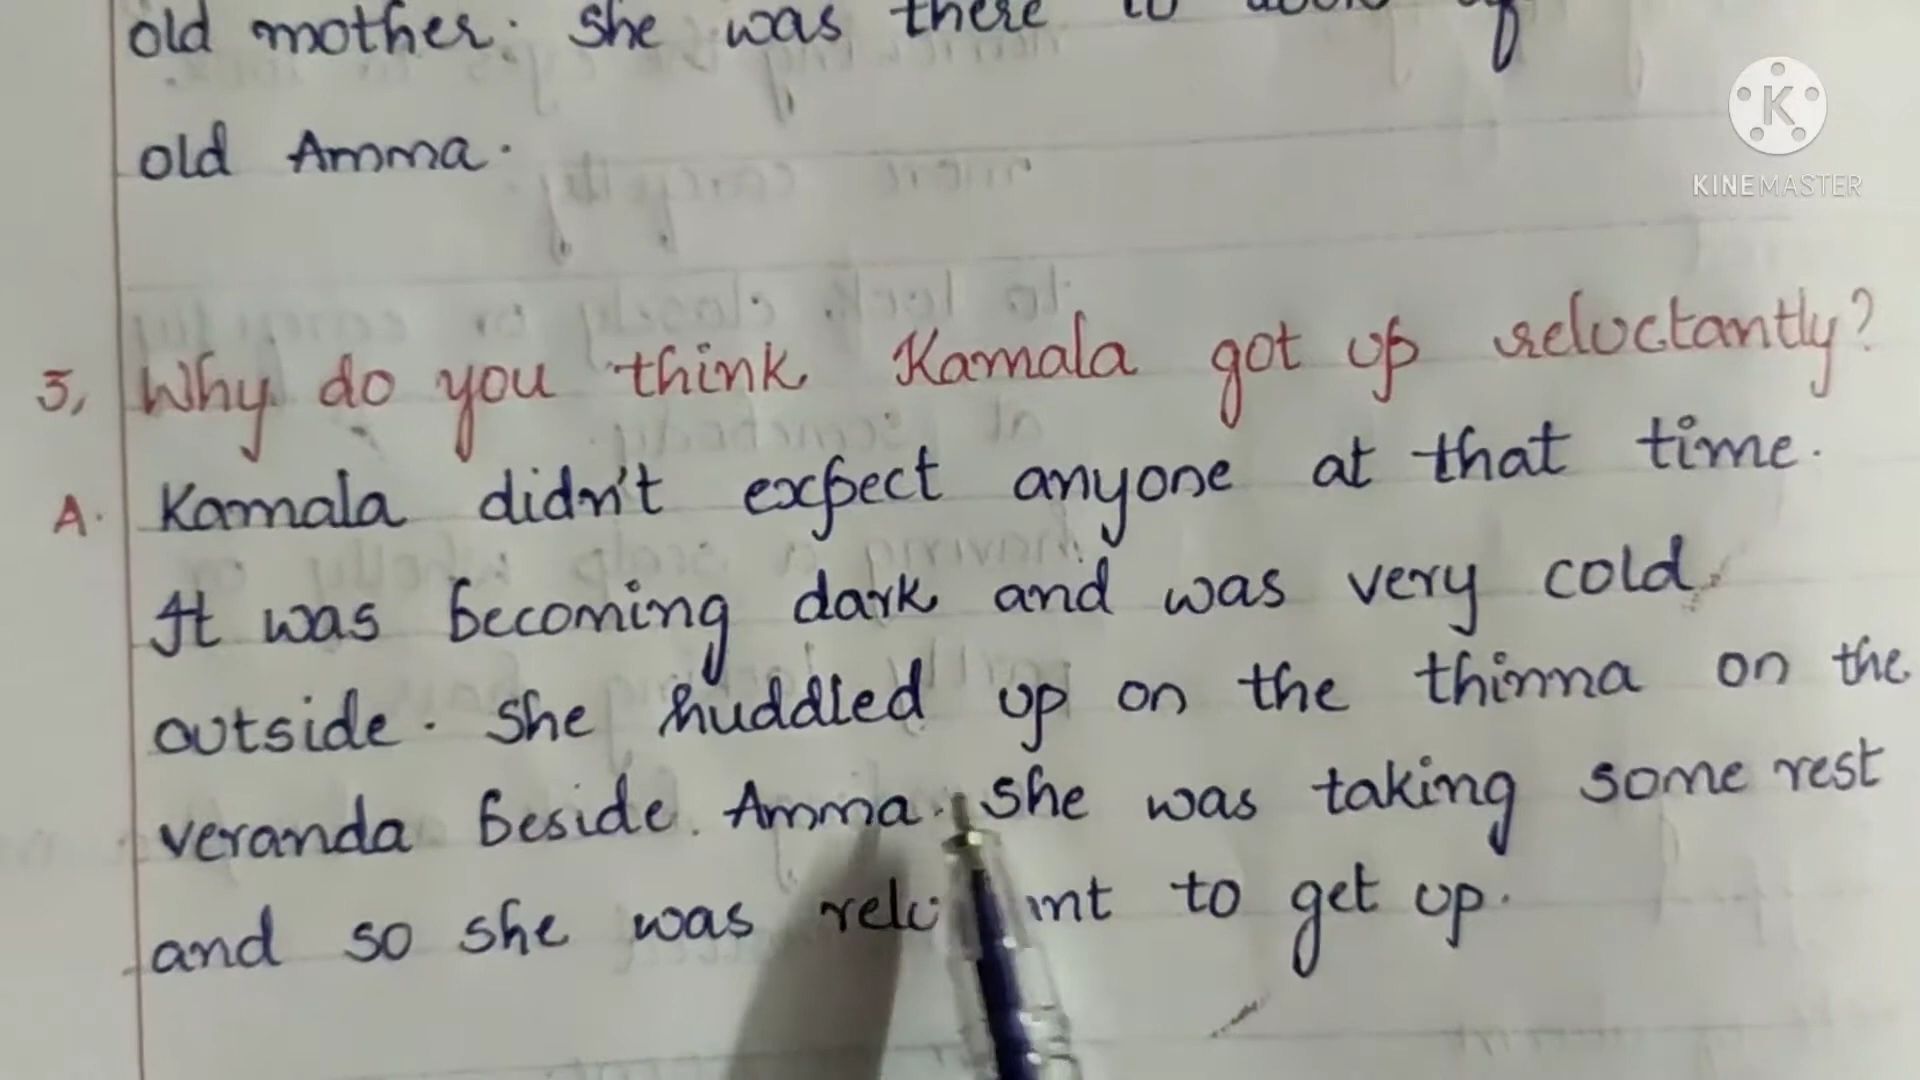 old mother. She was there to
old Amma.
KINEMASTER
3, Why do you think Kamala got up reluctantly?
A. Kamala didn't expect anyone at that time.
It was becoming dark and was very cold
outside. She huddled up on the thinna on the
veranda beside Amma. She was taking some rest
and so she was to get up.